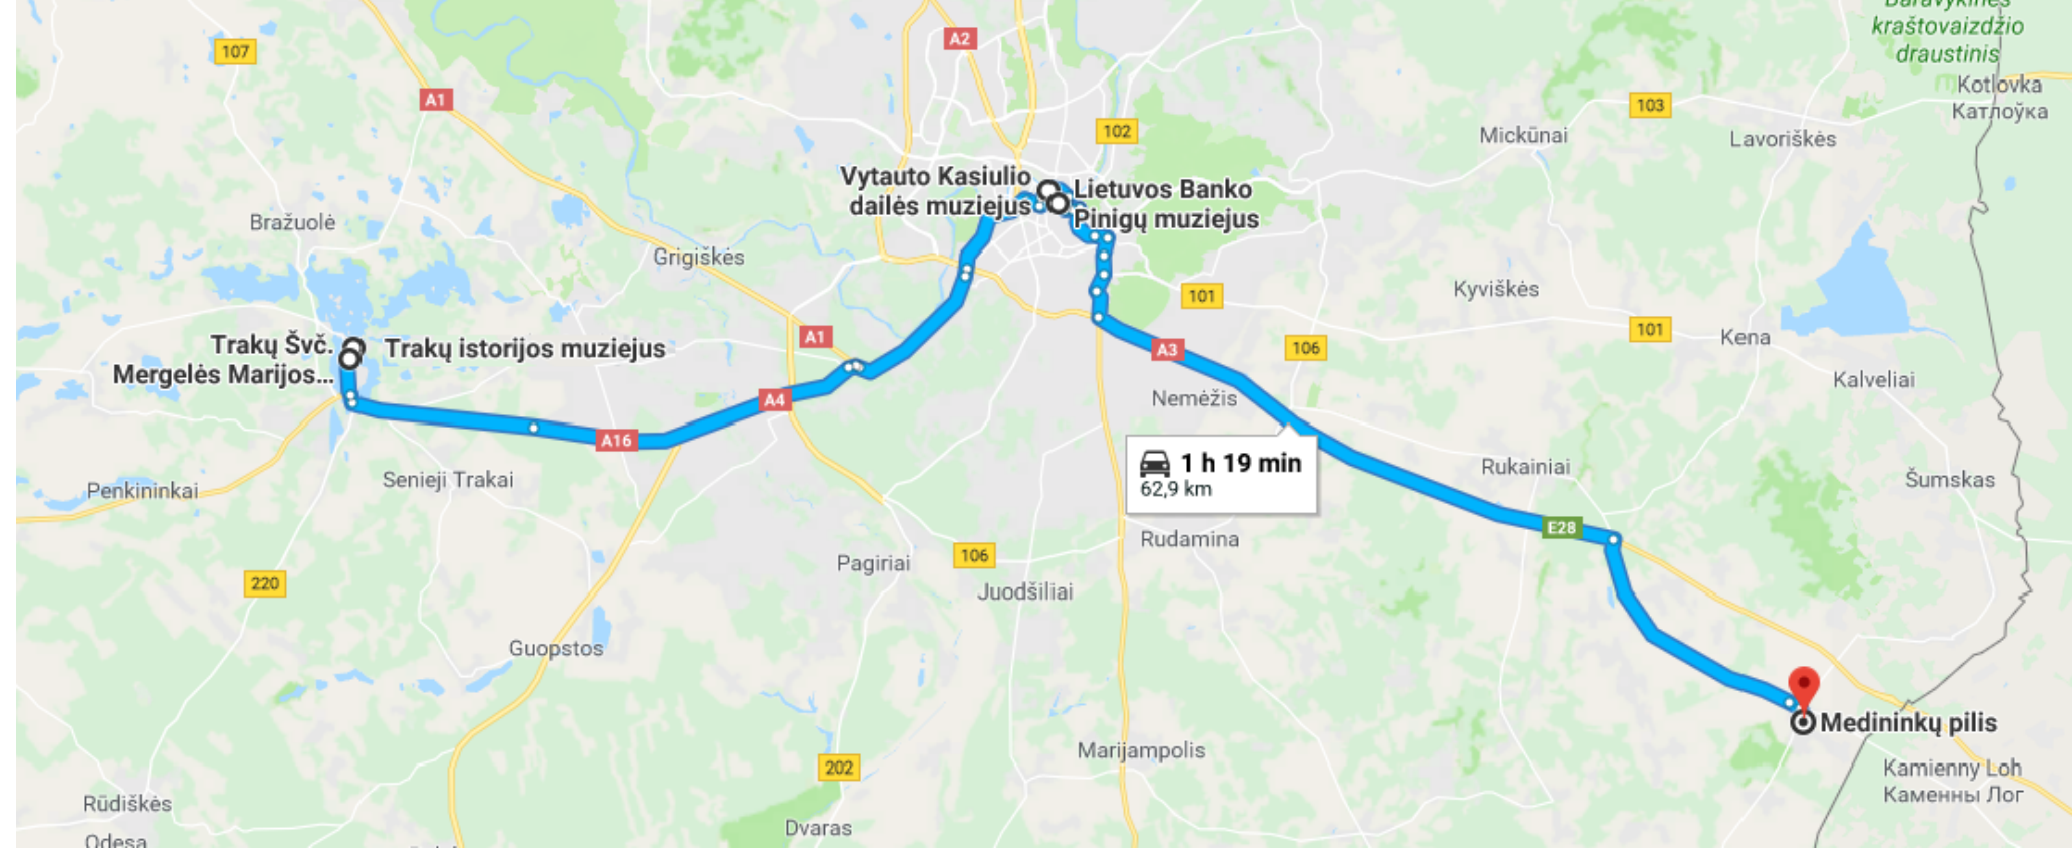 Baravykinės
kraštovaizdžio
draustinis
A2
107
Kotlovka
Катлоўка
A1
103
102
Mickūnai
Lavoriškės
Vytauto Kasiulio
dailės muziejus
Lietuvos Banko
Pinigų muziejus
Bražuolė
Grigiškės
Kyviškės
101
101
Kena
A1
Trakų Švč.
Mergelės Marijos...
Trakų istorijos muziejus
A3
106
Kalveliai
Nemėžis
A4
A16
1 h 19 min
62,9 km
Rukainiai
Senieji Trakai
Šumskas
Penkininkai
E28
Rudamina
106
Pagiriai
220
Juodšiliai
Guopstos
Medininkų pilis
Marijampolis
202
Kamienny Loh
Каменны Лог
Rūdiškės
Dvaras
Odesa